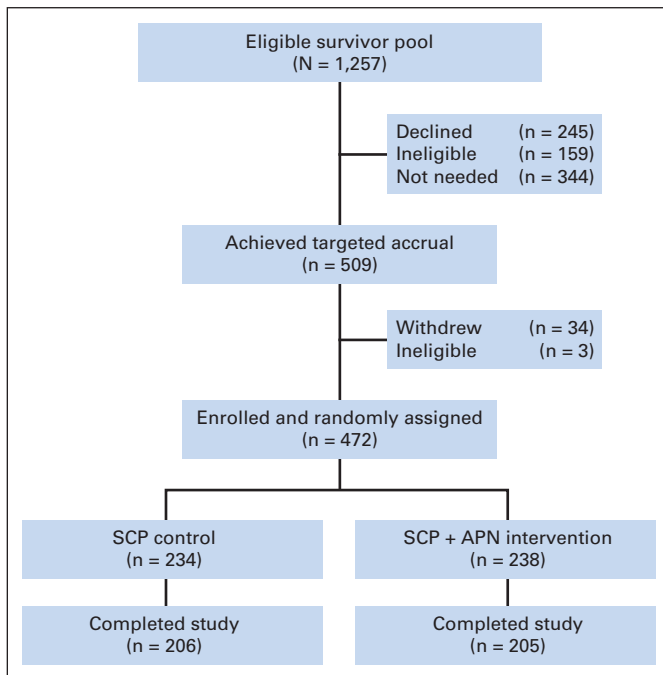 Eligible survivor pool
(N = 1,257)
Declined (n = 245)
Ineligible (n = 159)
Not needed (n = 344)
Achieved targeted accrual
(n = 509)
Withdrew (n = 34)
Ineligible (n = 3)
Enrolled and randomly assigned
(n = 472)
SCP control
(n = 234)
SCP + APN intervention
(n = 238)
Completed study
(n = 206)
Completed study
(n = 205)